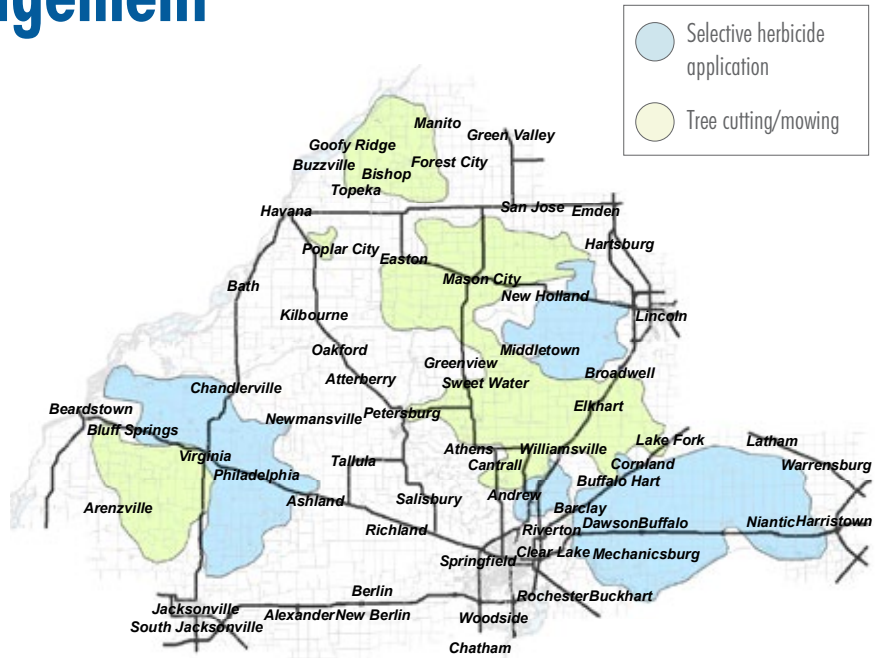 Selective herbicide
application
Tree cutting/mowing
Manito
Green Valley
Goofy Ridge
Buzzville
Forest City
Bishop
Topeka
Havana
San Jose
Emden
Hartsburg
Poplar City
Easton
Mason City
Bath
New Holland
Kilbourne
Lincoln
Oakford
Middletown
Greenview
Broadwell
Atterberry
Sweet Water
Chandlerville
Elkhart
Beardstown
Newmansville
Petersburg
Bluff Springs
Lake Fork
Latham
Virginia
Tallula
Athens
Williamsville
Cantrall
Cornland
Warrensburg
Philadelphia
Buffalo Hart
Ashland
Salisbury
Andrew
Arenzville
Barclay
Richland
Riverton
Dawson
Buffalo
Niantic
Harristown
Springfield
Clear Lake
Mechanicsburg
Berlin
Rochester
Buckhart
Jacksonville
Alexander
New Berlin
Woodside
South Jacksonville
Chatham